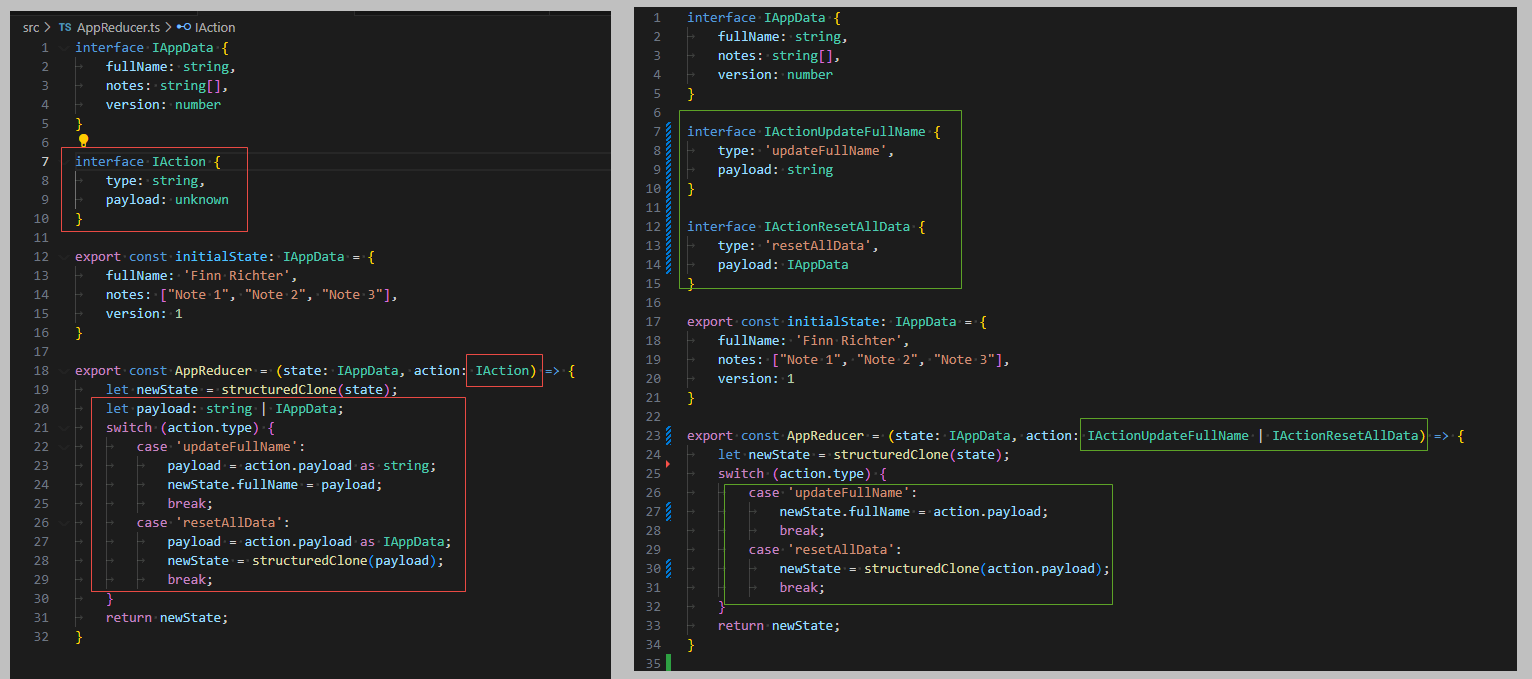 src > TS AppReducer.ts > IAction
1 interface IAppData {
2 fullName: string,
3 notes: string[],
4 version: number
5 }
6
7 interface IAction {
8 type: string,
9 payload: unknown
10 }
11
12 export const initialState: IAppData = {
13 fullName: 'Finn Richter',
14 notes: ["Note 1", "Note 2", "Note 3"],
15 version: 1
16 }
17
18 export const AppReducer = (state: IAppData, action: IAction) => {
19 let newState = structuredClone(state);
20 let payload: string | IAppData;
21 switch (action.type) {
22 case 'updateFullName':
23 payload = action.payload as string;
24 newState.fullName = payload;
25 break;
26 case 'resetAllData':
27 payload = action.payload as IAppData;
28 newState = structuredClone(payload);
29 break;
30 }
31 return newState;
32 }
1 interface IAppData {
2 fullName: string,
3 notes: string[],
4 version: number
5 }
6
7 interface IActionUpdateFullName {
8 type: 'updateFullName',
9 payload: string
10 }
11
12 interface IActionResetAllData {
13 type: 'resetAllData',
14 payload: IAppData
15 }
16
17 export const initialState: IAppData = {
18 fullName: 'Finn Richter',
19 notes: ["Note 1", "Note 2", "Note 3"],
20 version: 1
21 }
22
23 export const AppReducer = (state: IAppData, action: IActionUpdateFullName | IActionResetAllData) => {
24 let newState = structuredClone(state);
25 switch (action.type) {
26 case 'updateFullName':
27 newState.fullName = action.payload;
28 break;
29 case 'resetAllData':
30 newState = structuredClone(action.payload);
31 break;
32 }
33 return newState;
34 }
35